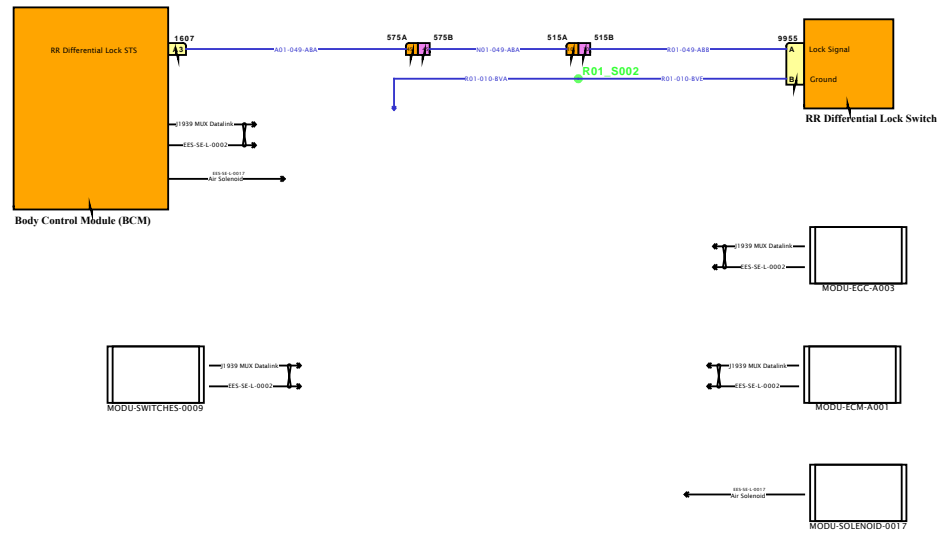 RR Differential Lock STS
A3
1607
A01-049-ABA
575A
575B
N01-049-ABA
515A
515B
R01-049-ABB
9955
A
Lock Signal
R01-010-BVA
R01_S002
R01-010-BVE
B
Ground
RR Differential Lock Switch
J1939 MUX Datalink
EES-SE-L-0002
EES-SE-L-0017
Air Solenoid
Body Control Module (BCM)
J1939 MUX Datalink
EES-SE-L-0002
MODU-EGC-A003
J1939 MUX Datalink
EES-SE-L-0002
MODU-SWITCHES-0009
J1939 MUX Datalink
EES-SE-L-0002
MODU-ECM-A001
EES-SE-L-0017
Air Solenoid
MODU-SOLENOID-0017